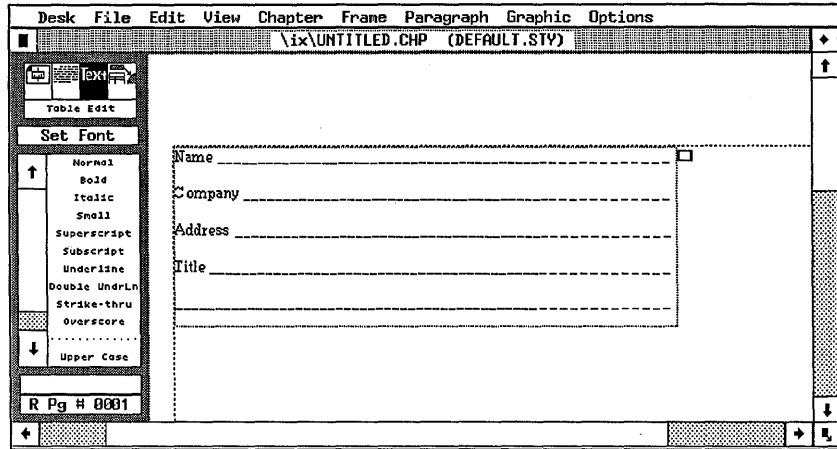 Desk File Edit View Chapter Frame Paragraph Graphic Options
\ix\UNTITLED.CHP (DEFAULT.STY)
Text
Table Edit
Set Font
Normal
Bold
Italic
Small
Superscript
Subscript
Underline
Double UndrLn
Strike-thru
Overscore
Upper Case
R Pg # 0001
Name
Company
Address
Title